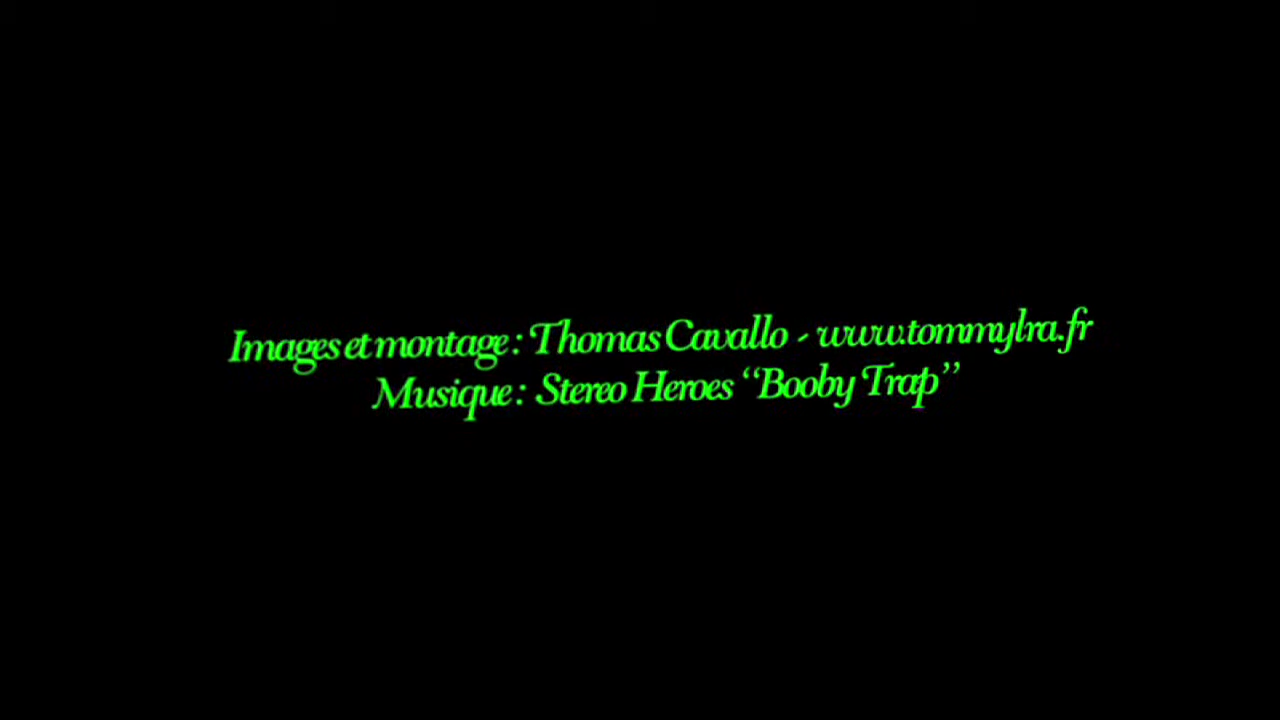 Images et montage : Thomas Cavallo - www.tommylra.fr
Musique : Stereo Heroes “Booby Trap”